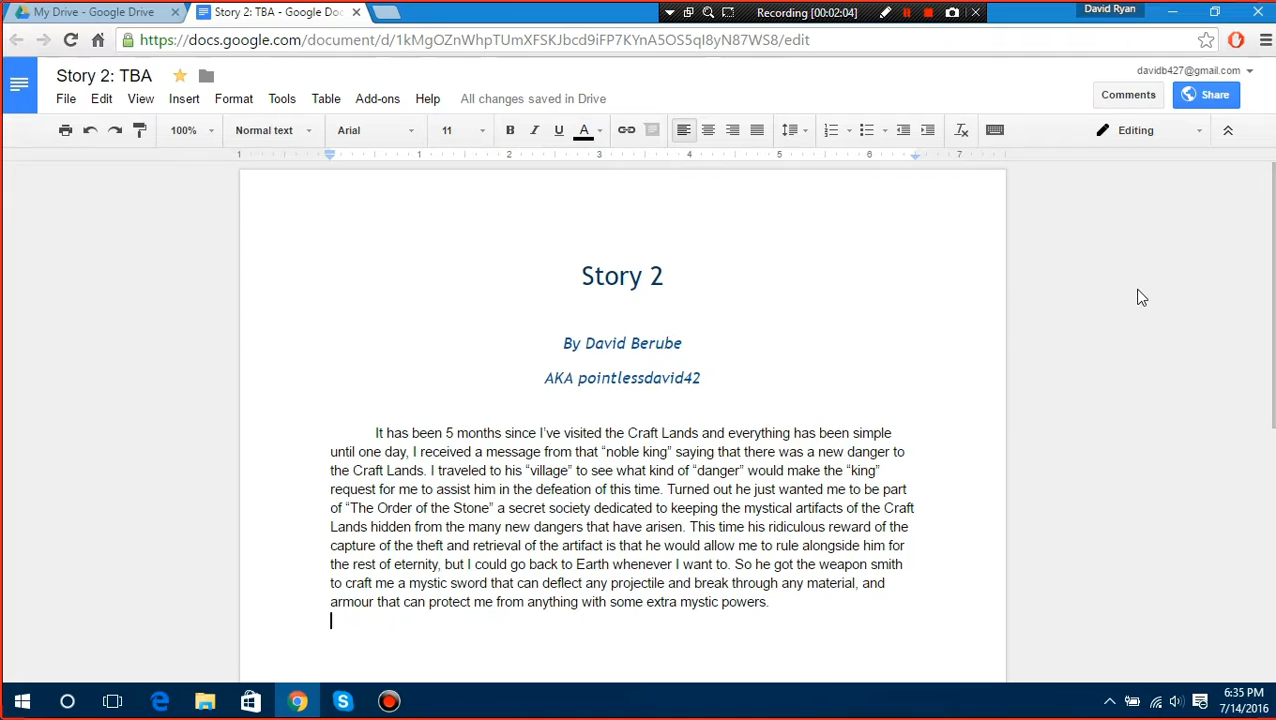 My Drive - Google Drive
Story 2: TBA - Google Doc
Recording [00:02:04]
David Ryan
https://docs.google.com/document/d/1kMgOZnWhpTUmXFSKJbcd9iFP7KYnA5OS5qI8yN87WS8/edit
Story 2: TBA
davidb427@gmail.com
File Edit View Insert Format Tools Table Add-ons Help All changes saved in Drive
Comments
Share
100% Normal text Arial 11 B I U A Editing
1 1 2 3 4 5 6 7
Story 2
By David Berube
AKA pointlessdavid42
It has been 5 months since I've visited the Craft Lands and everything has been simple
until one day, I received a message from that “noble king” saying that there was a new danger to
the Craft Lands. I traveled to his “village” to see what kind of “danger” would make the “king”
request for me to assist him in the defeation of this time. Turned out he just wanted me to be part
of “The Order of the Stone” a secret society dedicated to keeping the mystical artifacts of the Craft
Lands hidden from the many new dangers that have arisen. This time his ridiculous reward of the
capture of the theft and retrieval of the artifact is that he would allow me to rule alongside him for
the rest of eternity, but I could go back to Earth whenever I want to. So he got the weapon smith
to craft me a mystic sword that can deflect any projectile and break through any material, and
armour that can protect me from anything with some extra mystic powers.
6:35 PM
7/14/2016